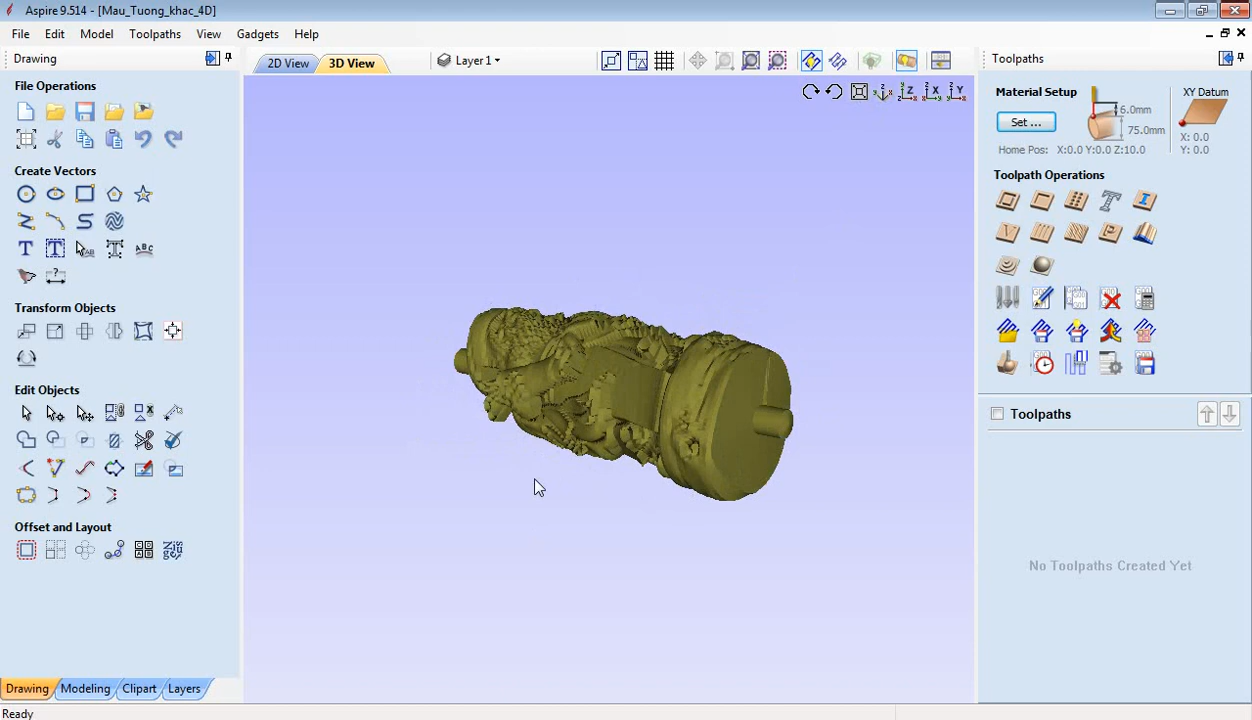 Aspire 9.514 - [Mau_Tuong_khac_4D]
File Edit Model Toolpaths View Gadgets Help
Drawing
2D View 3D View Layer 1
Toolpaths
File Operations
Create Vectors
Transform Objects
Edit Objects
Offset and Layout
Drawing Modeling Clipart Layers
Z X Y
Material Setup
Set ...
6.0mm
75.0mm
XY Datum
X: 0.0
Y: 0.0
Home Pos: X:0.0 Y:0.0 Z:10.0
Toolpath Operations
Toolpaths
No Toolpaths Created Yet
Ready